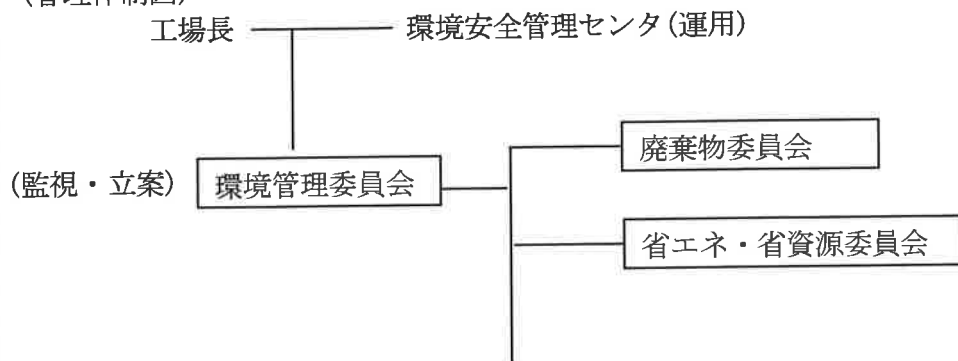 工場長
環境安全管理センタ(運用)
廃棄物委員会
(監視・立案)
環境管理委員会
省エネ・省資源委員会